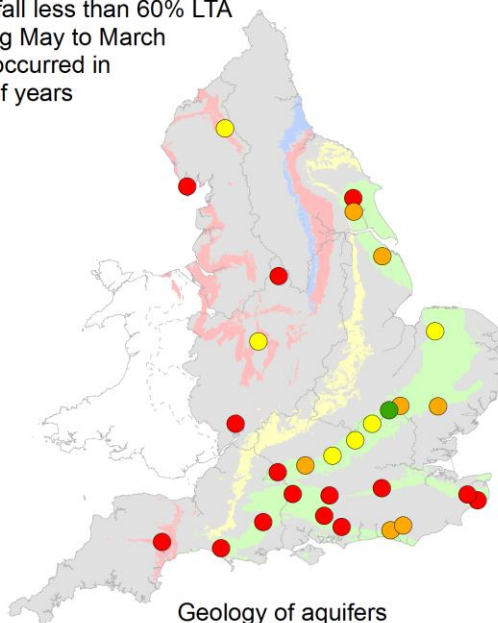 fall less than 60% LTA
g May to March
occurred in
f years
Geology of aquifers